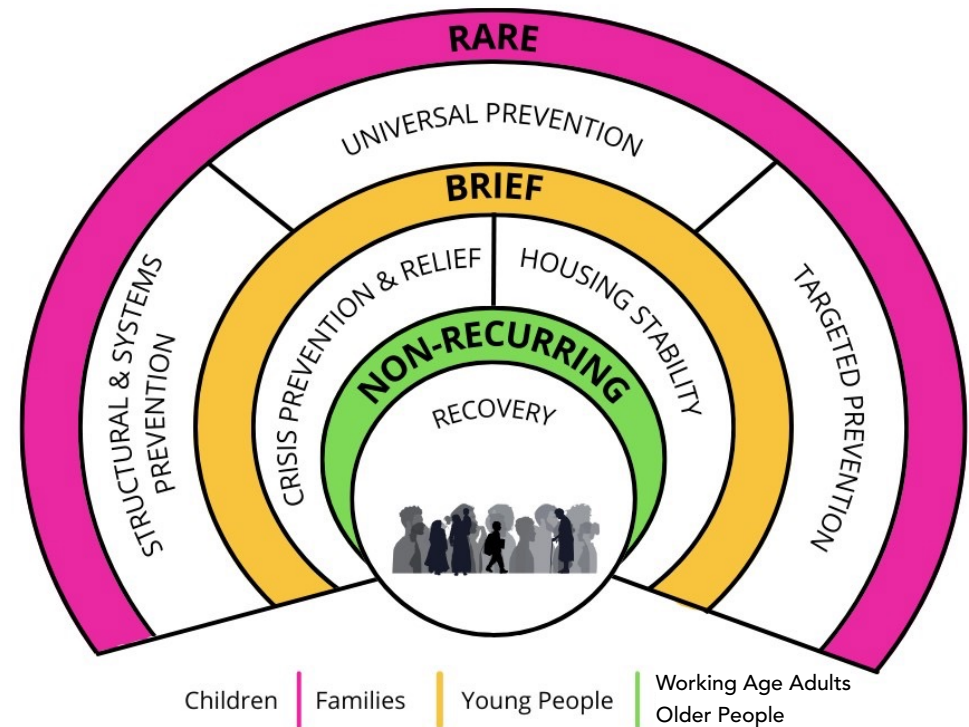 RARE
UNIVERSAL PREVENTION
STRUCTURAL & SYSTEMS
PREVENTION
TARGETED PREVENTION
BRIEF
CRISIS PREVENTION & RELIEF
HOUSING STABILITY
NON-RECURRING
RECOVERY
Children
Families
Young People
Working Age Adults
Older People